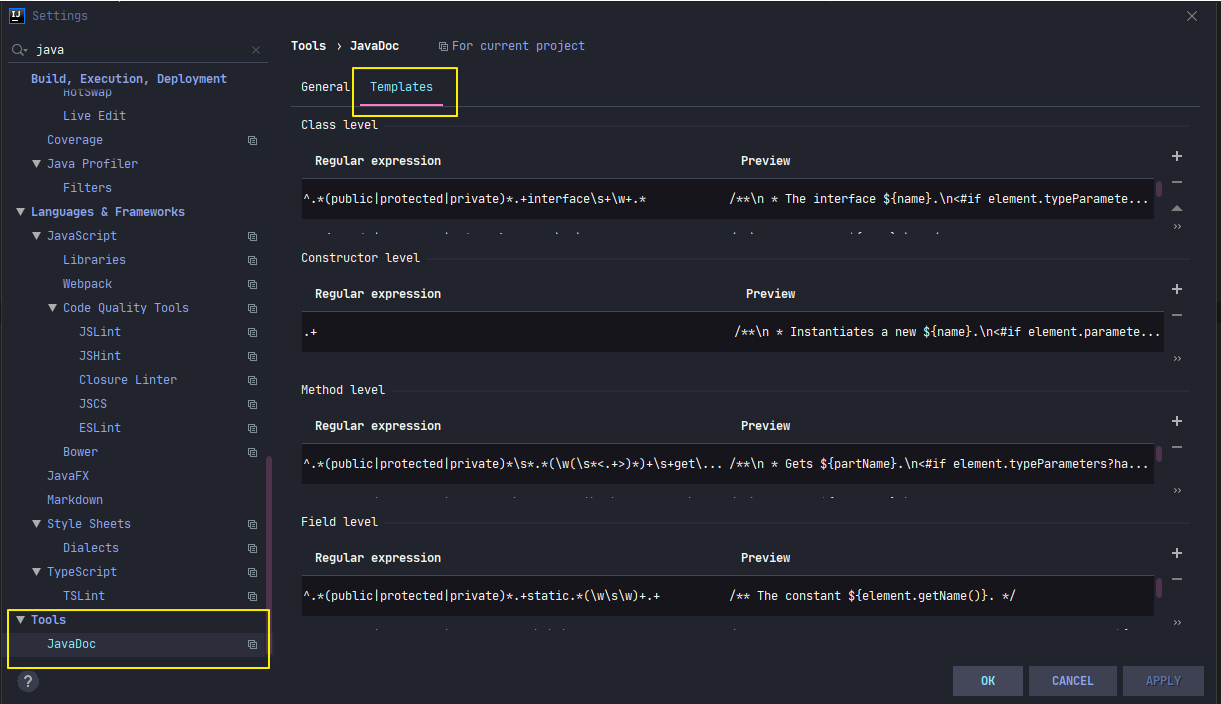 Settings
java
Build, Execution, Deployment
HotSwap
Live Edit
Coverage
Java Profiler
Filters
Languages & Frameworks
JavaScript
Libraries
Webpack
Code Quality Tools
JSLint
JSHint
Closure Linter
JSCS
ESLint
Bower
JavaFX
Markdown
Style Sheets
Dialects
TypeScript
TSLint
Tools
JavaDoc
?
Tools › JavaDoc For current project
General Templates
Class level
Regular expression Preview
^.*(public|protected|private)*.+interface\s+\w+.* /**\n * The interface ${name}.\n<#if element.typeParamete...
Constructor level
Regular expression Preview
.+ /**\n * Instantiates a new ${name}.\n<#if element.paramete...
Method level
Regular expression Preview
^.*(public|protected|private)*\s*.*(\w(\s*<.+>)*)+\s+get\... /**\n * Gets ${partName}.\n<#if element.typeParameters?ha...
Field level
Regular expression Preview
^.*(public|protected|private)*.+static.*(\w\s\w)+.+ /** The constant ${element.getName()}. */
OK CANCEL APPLY